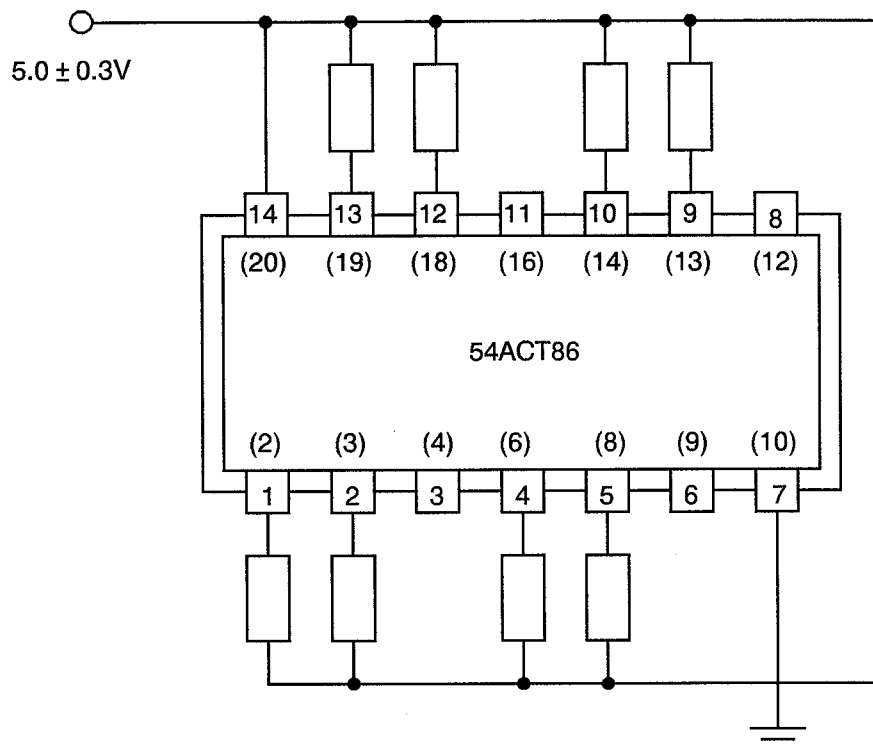 5.0 ± 0.3V
14 13 12 11 10 9 8
(20) (19) (18) (16) (14) (13) (12)
54ACT86
(2) (3) (4) (6) (8) (9) (10)
1 2 3 4 5 6 7